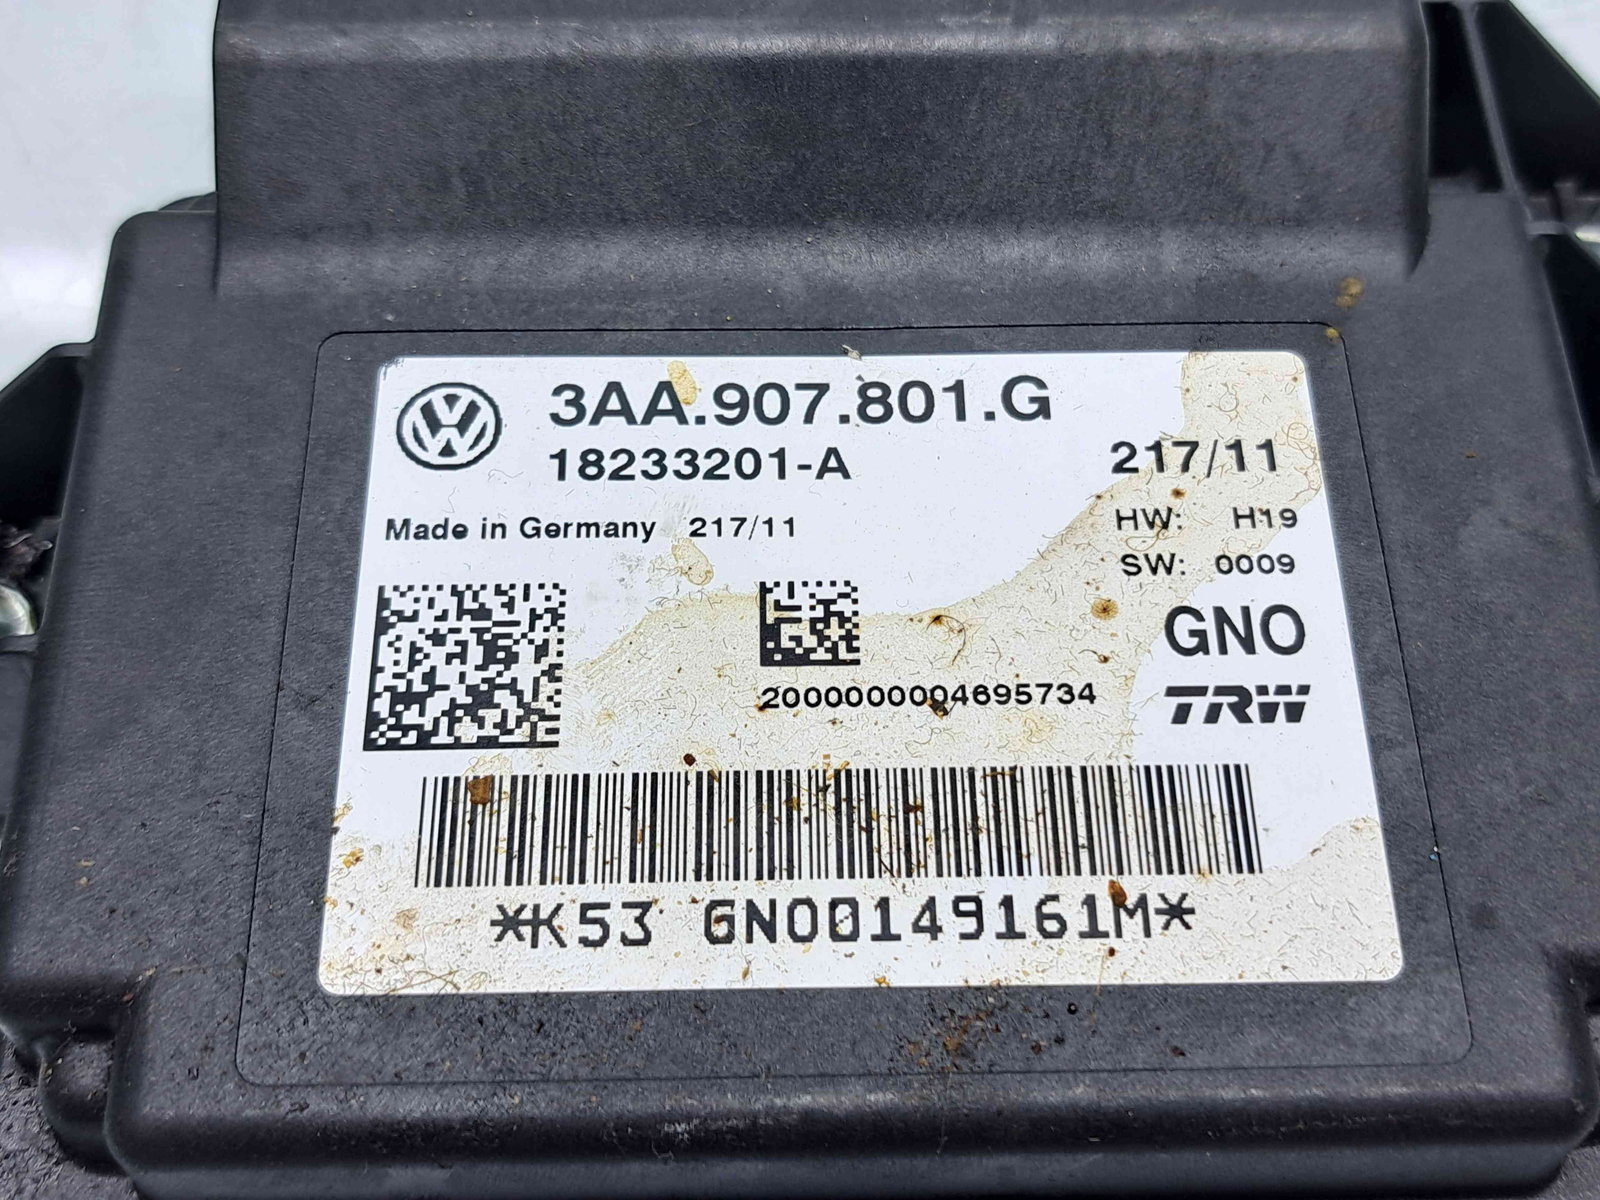 3AA.907.801.G
18233201-A 217/11
Made in Germany 217/11 HW: H19
SW: 0009
GNO
2000000004695734 TRW
*K53 GNO0149161M*